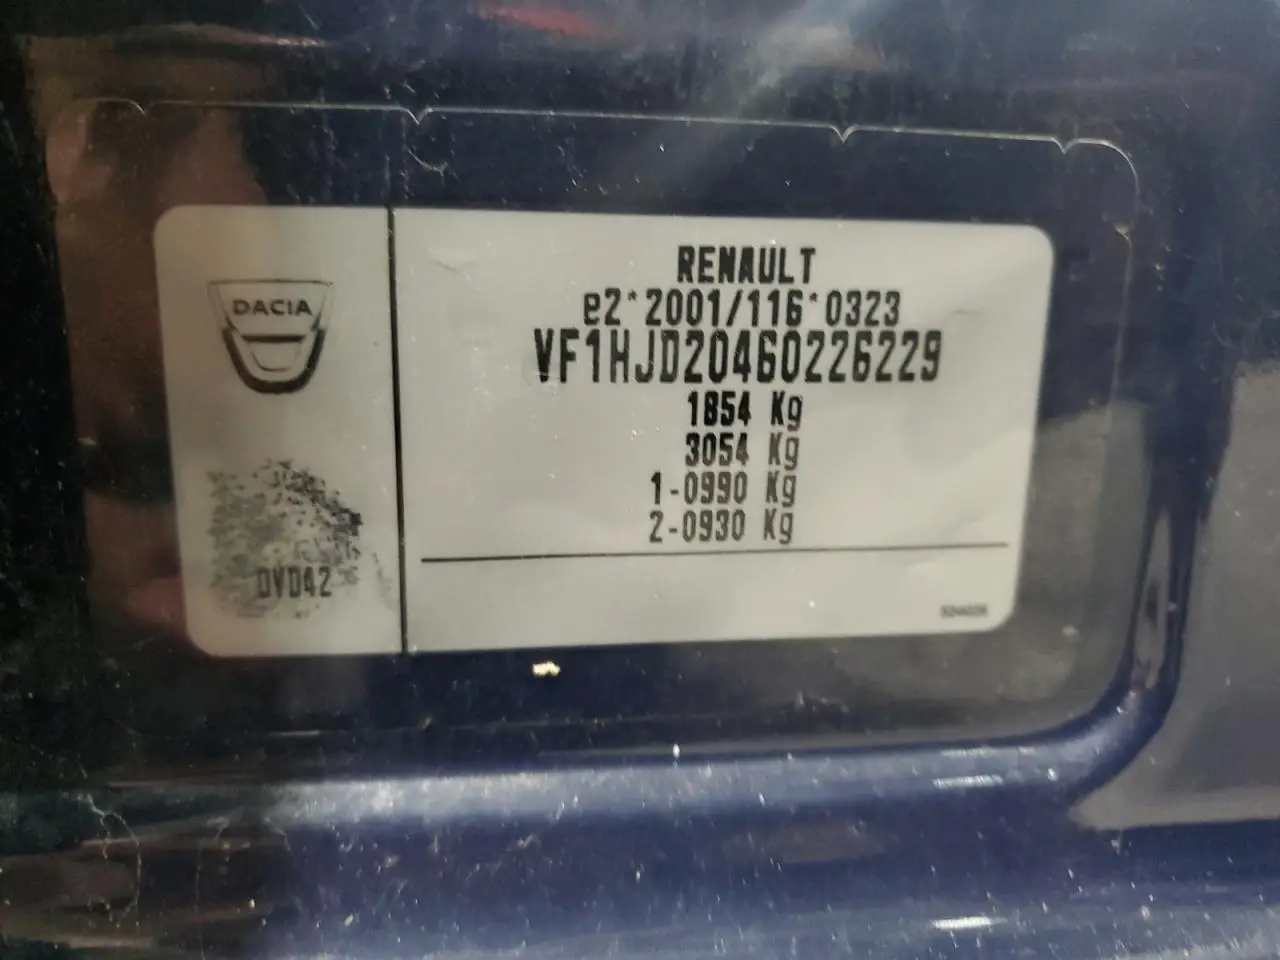 DACIA
RENAULT
e2*2001/116*0323
VF1HJD20460226229
1854 Kg
3054 Kg
1-0990 Kg
2-0930 Kg
DVD42